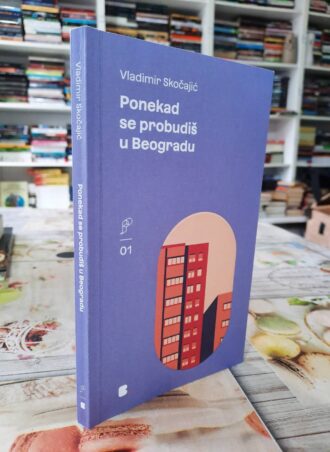 Vladimir Skočajić
Ponekad
se probudiš
u Beogradu
01
Vladimir Skočajić
Ponekad se probudiš u Beogradu